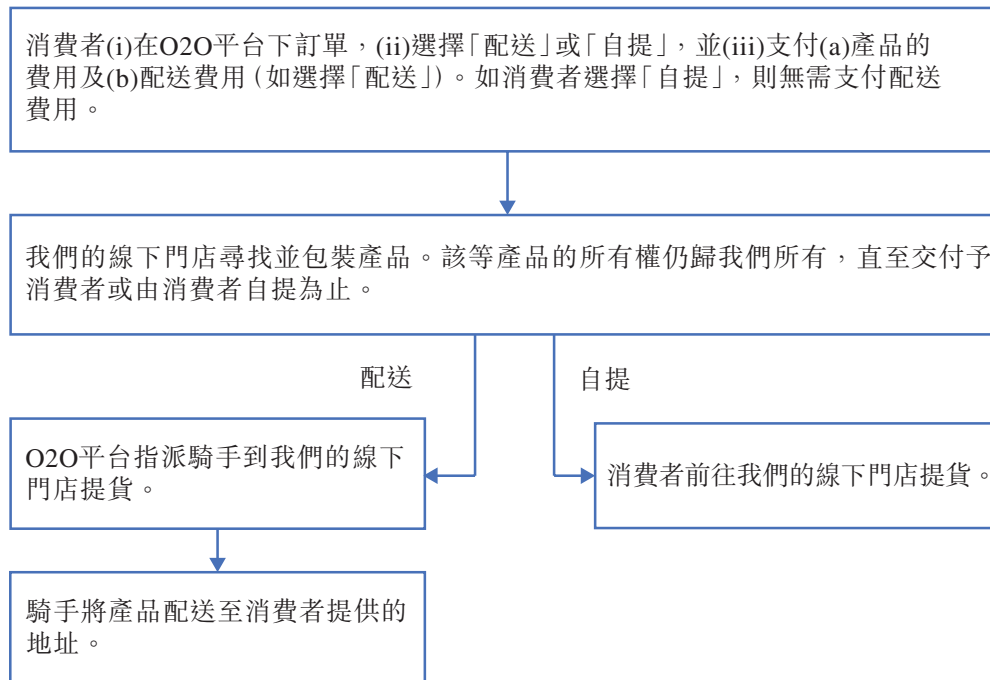 消費者(i)在O2O平台下訂單，(ii)選擇「配送」或「自提」，並(iii)支付(a)產品的
費用及(b)配送費用（如選擇「配送」）。如消費者選擇「自提」，則無需支付配送
費用。
我們的線下門店尋找並包裝產品。該等產品的所有權仍歸我們所有，直至交付予
消費者或由消費者自提為止。
配送
自提
O2O平台指派騎手到我們的線下
門店提貨。
消費者前往我們的線下門店提貨。
騎手將產品配送至消費者提供的
地址。